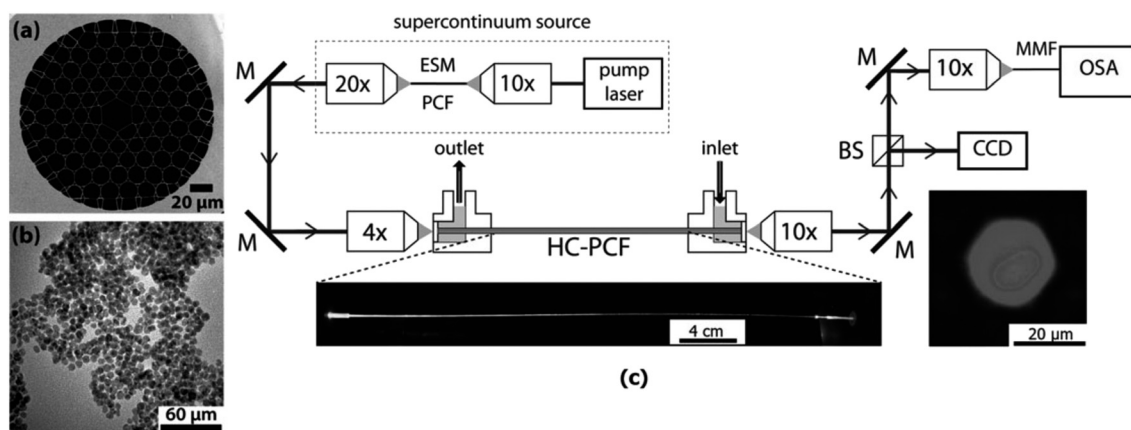 (a)
20 µm
(b)
60 µm
supercontinuum source
M
20x
ESM
PCF
10x
pump
laser
outlet
inlet
M
4x
HC-PCF
10x
M
BS
CCD
M
10x
MMF
OSA
4 cm
20 µm
(c)